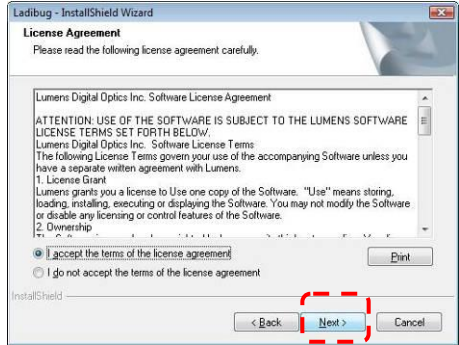 Ladibug - InstallShield Wizard
License Agreement
Please read the following license agreement carefully.
Lumens Digital Optics Inc. Software License Agreement
ATTENTION: USE OF THE SOFTWARE IS SUBJECT TO THE LUMENS SOFTWARE
LICENSE TERMS SET FORTH BELOW.
Lumens Digital Optics Inc.  Software License Terms
The following License Terms govern your use of the accompanying Software unless you
have a separate written agreement with Lumens.
1. License Grant
Lumens grants you a license to Use one copy of the Software.  "Use" means storing,
loading, installing, executing or displaying the Software. You may not modify the Software
or disable any licensing or control features of the Software.
2. Ownership
I accept the terms of the license agreement
Print
I do not accept the terms of the license agreement
InstallShield
< Back
Next >
Cancel